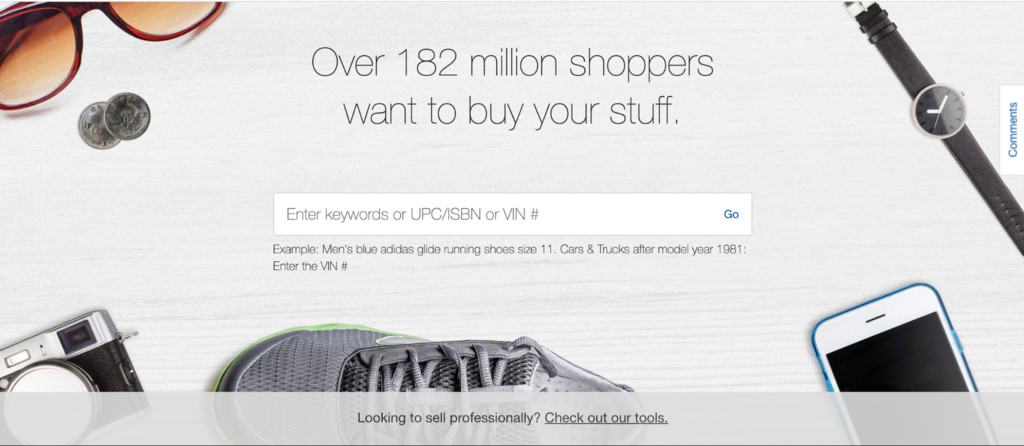 Over 182 million shoppers
want to buy your stuff.
Comments
Enter keywords or UPC/ISBN or VIN #
Go
Example: Men's blue adidas glide running shoes size 11. Cars & Trucks after model year 1981:
Enter the VIN #
Looking to sell professionally? Check out our tools.